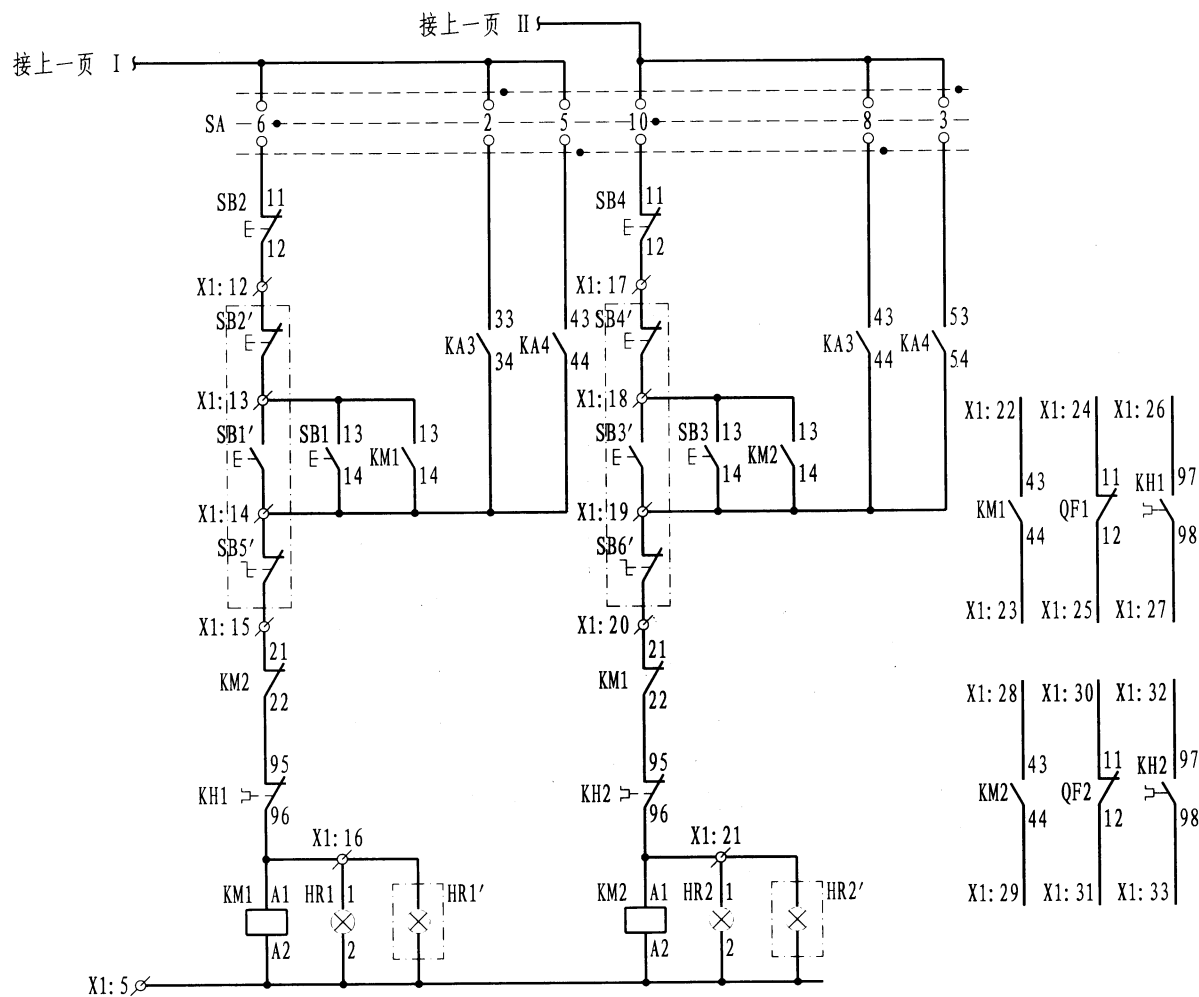 接上一页 II
接上一页 I
SA 6 2 5 10 8 3
SB2 11 SB4 11
12 12
X1:12 X1:17
SB2′ 33 43 SB4′ 43 53
KA3 KA4 KA3 KA4
34 44 44 54
X1:13 X1:18 X1:22 X1:24 X1:26
SB1′ SB1 13 13 SB3′ SB3 13 13
KM1 KM2
14 14 14 14
43 11 KH1 97
X1:14 X1:19 KM1 QF1
44 12 98
SB5′ SB6′
X1:15 X1:20 X1:23 X1:25 X1:27
21 21
KM2 KM1
22 22 X1:28 X1:30 X1:32
95 95 43 11 KH2 97
KH1 KH2 KM2 QF2
96 96 44 12 98
X1:16 X1:21
KM1 A1 HR1 1 HR1′ KM2 A1 HR2 1 HR2′ X1:29 X1:31 X1:33
A2 2 A2 2
X1:5